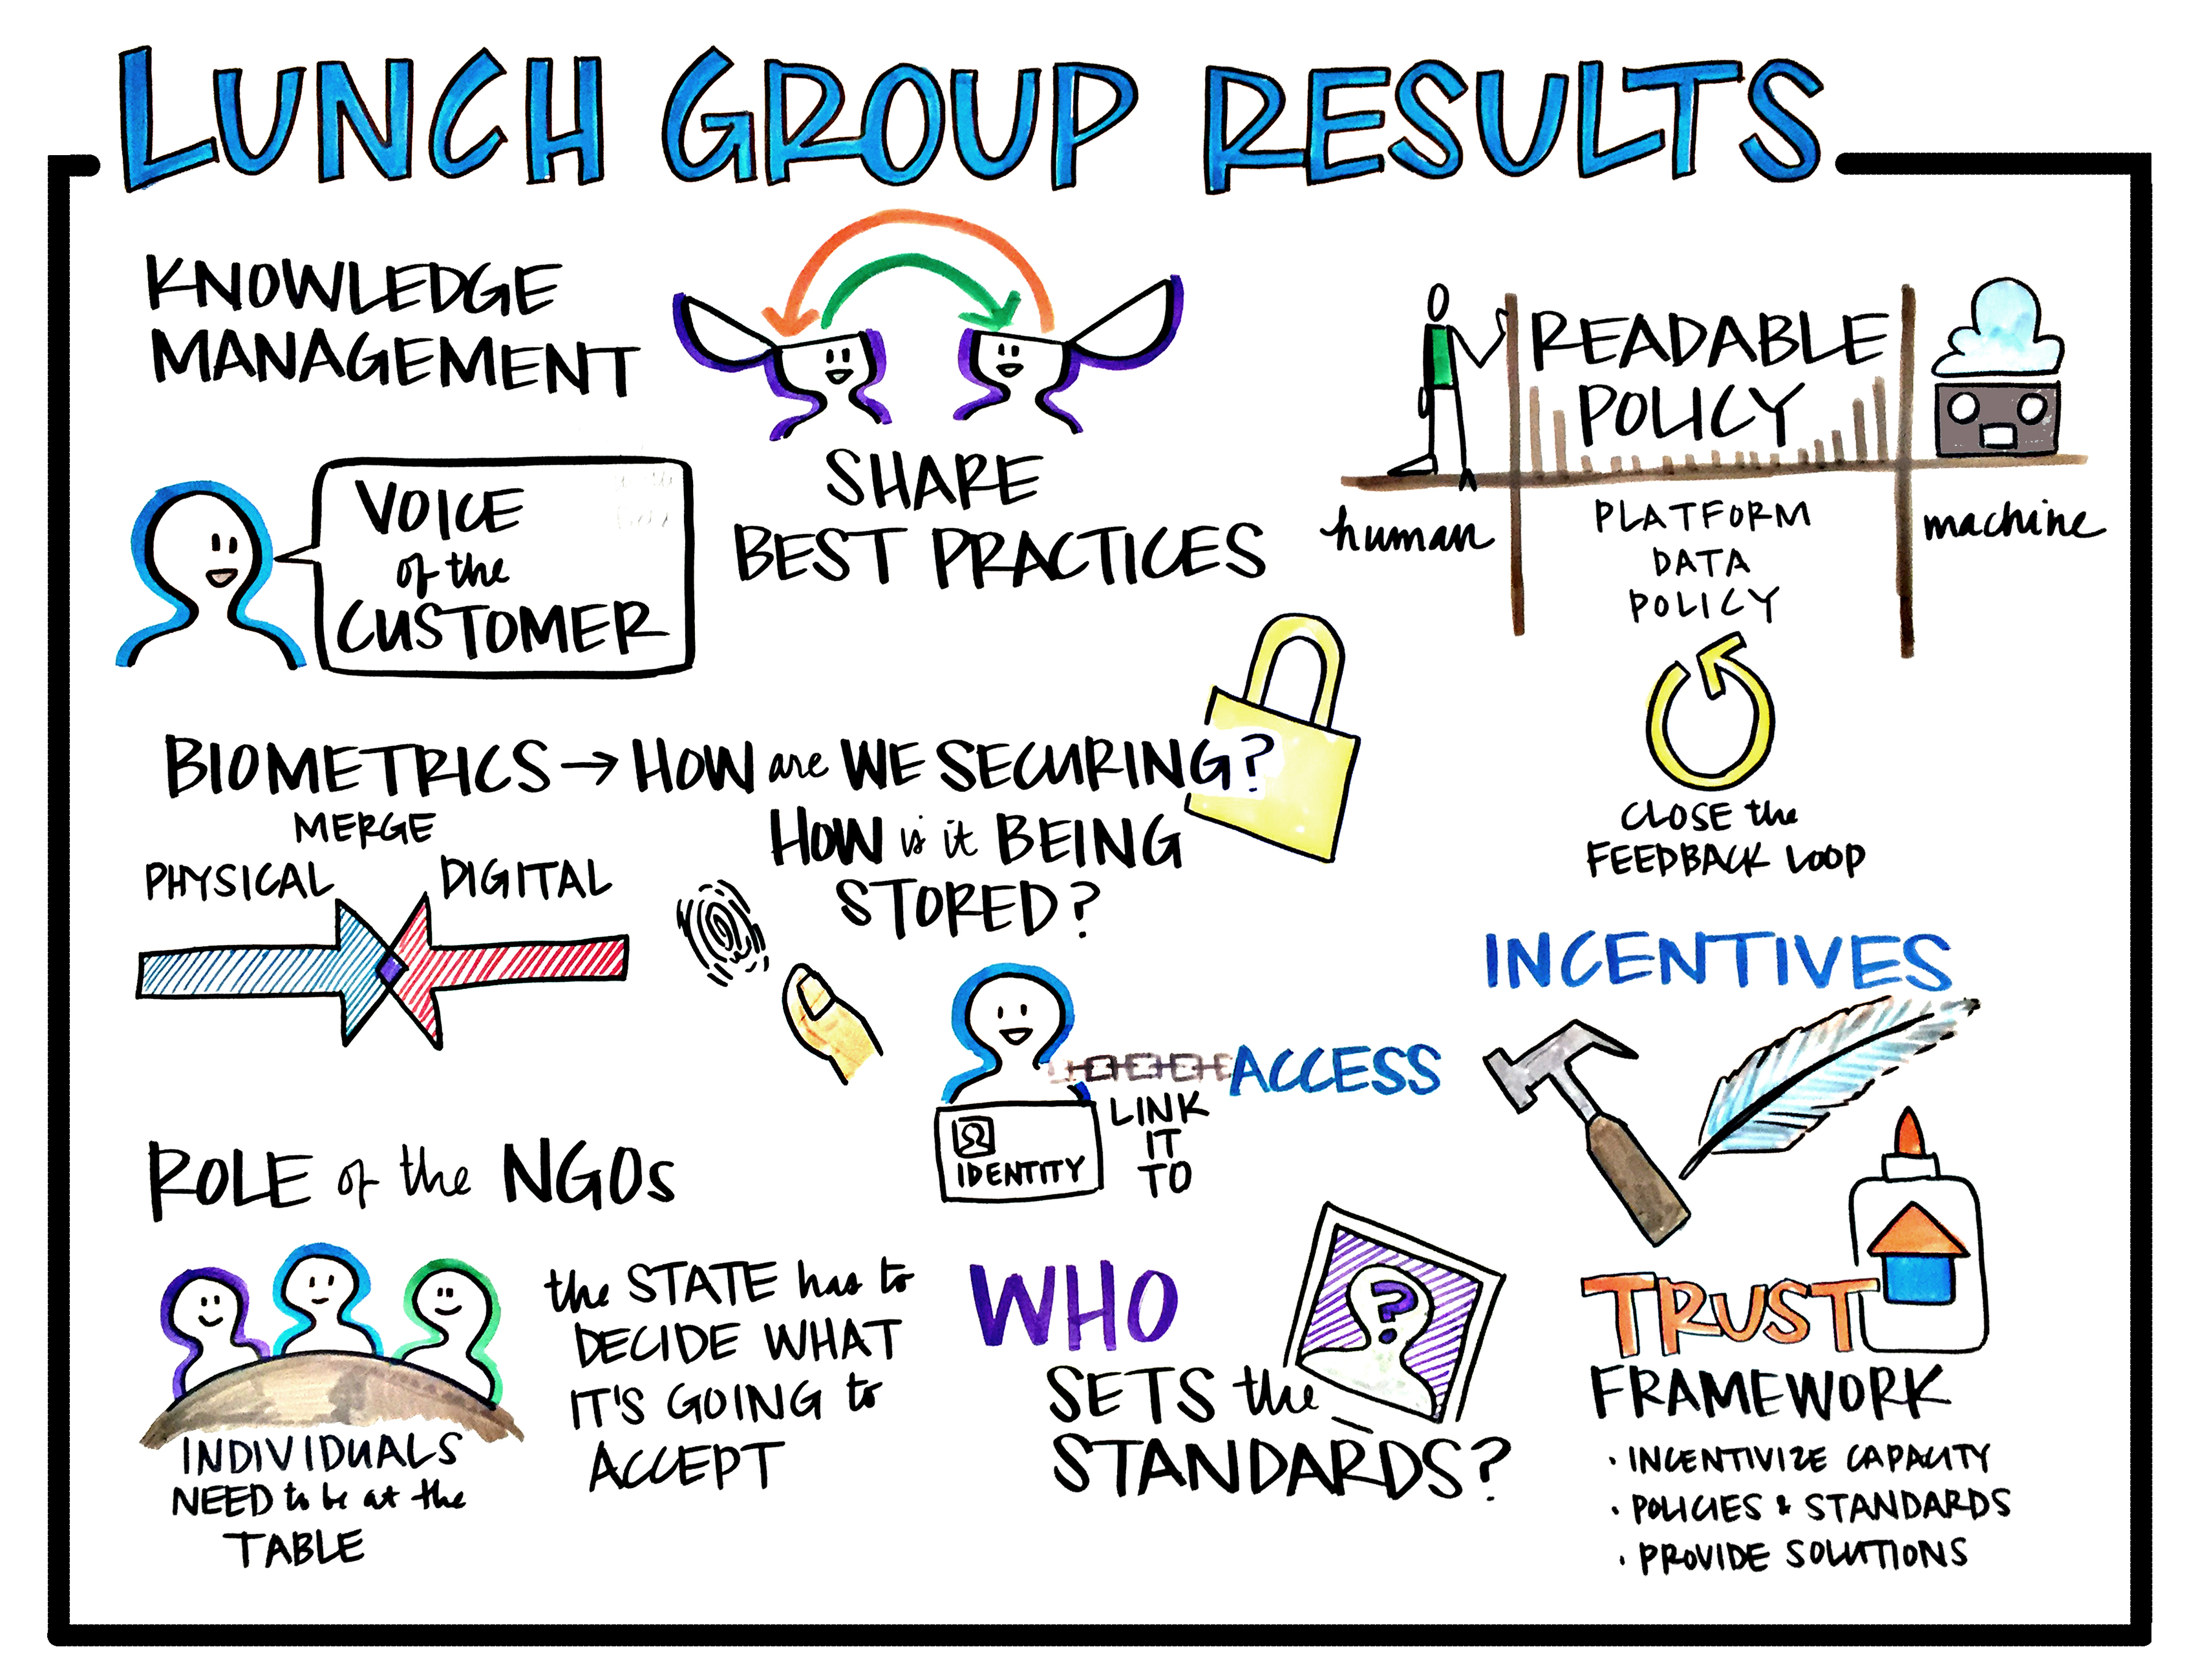 LUNCH GROUP RESULTS
KNOWLEDGE
MANAGEMENT
SHARE
BEST PRACTICES
VOICE
of the
CUSTOMER
READABLE
POLICY
human
PLATFORM
DATA
POLICY
machine
CLOSE the
FEEDBACK LOOP
BIOMETRICS → HOW are WE SECURING?
HOW is it BEING
STORED?
MERGE
PHYSICAL DIGITAL
IDENTITY
LINK
IT
TO
ACCESS
INCENTIVES
ROLE of the NGOs
INDIVIDUALS
NEED to be at the
TABLE
the STATE has to
DECIDE WHAT
IT'S GOING to
ACCEPT
WHO
SETS the
STANDARDS?
?
TRUST
FRAMEWORK
· INCENTIVIZE CAPACITY
· POLICIES & STANDARDS
· PROVIDE SOLUTIONS